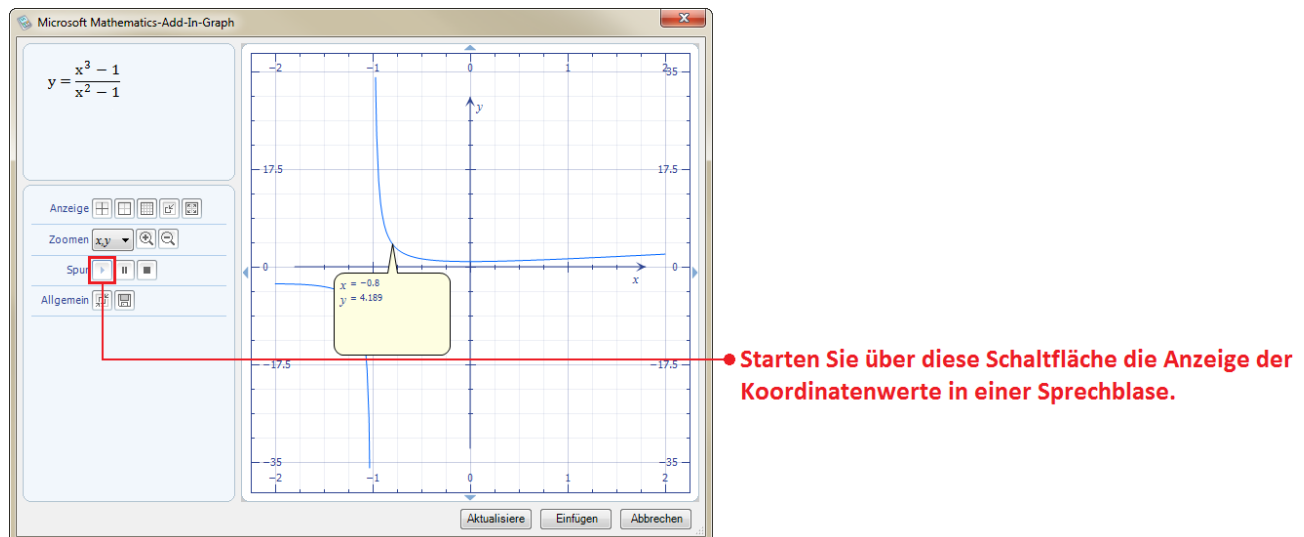 Microsoft Mathematics-Add-In-Graph
y = x³ − 1
x² − 1
Anzeige
Zoomen x,y
Spur
Allgemein
−2 −1 0 1 2
35
y
17.5 17.5
0 0
x
x = −0.8
y = 4.189
−17.5 −17.5
−35 −35
−2 −1 0 1 2
Aktualisiere Einfügen Abbrechen
Starten Sie über diese Schaltfläche die Anzeige der
Koordinatenwerte in einer Sprechblase.